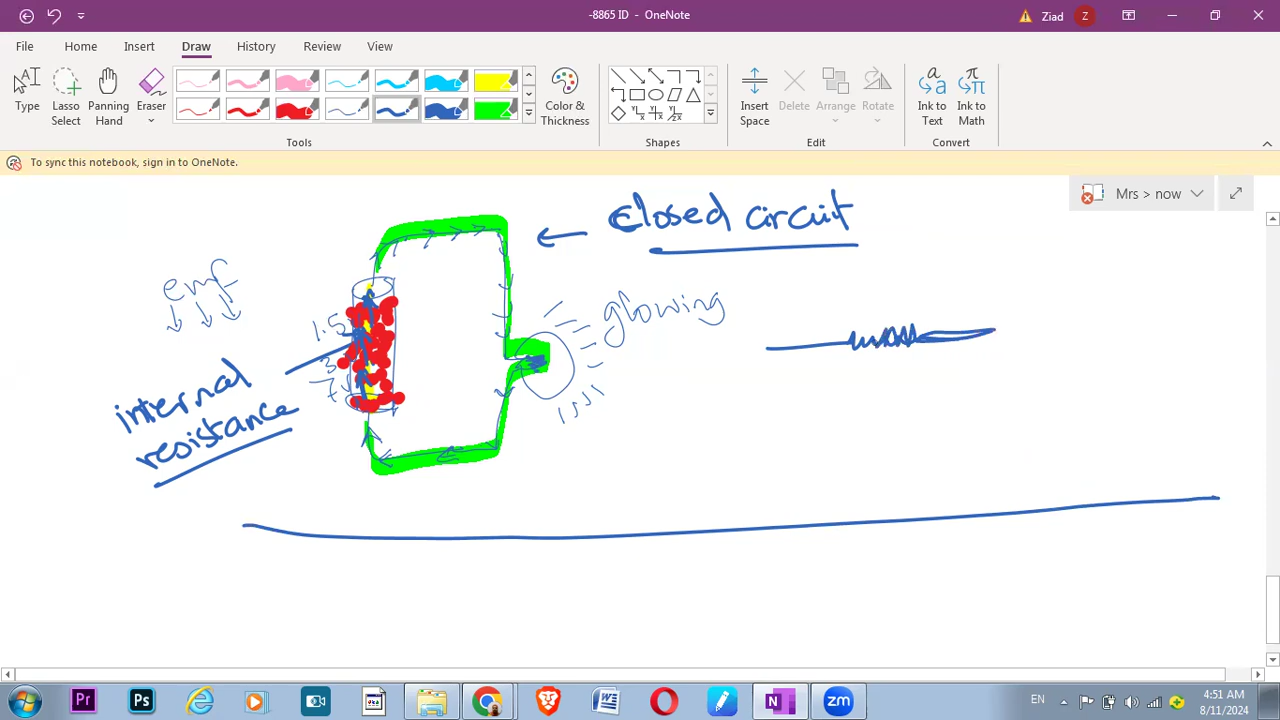 -8865 ID - OneNote
Ziad
Z
File
Home
Insert
Draw
History
Review
View
Type
Lasso Select
Panning Hand
Eraser
Color & Thickness
Insert Space
Delete
Arrange
Rotate
Ink to Text
Ink to Math
Tools
Shapes
Edit
Convert
To sync this notebook, sign in to OneNote.
Mrs > now
closed circuit
emf
glowing
1.5
internal
resistance
Pr
Ps
EN
zm
4:51 AM
8/11/2024